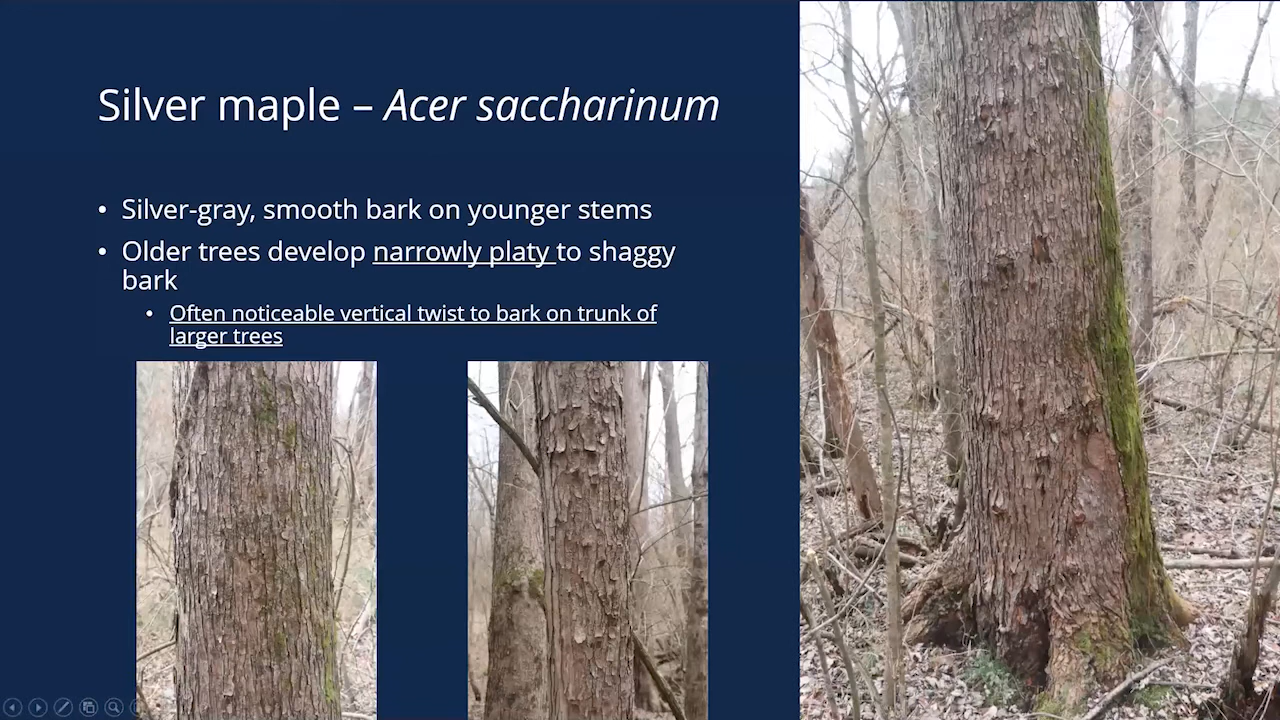 Silver maple – Acer saccharinum
• Silver-gray, smooth bark on younger stems
• Older trees develop narrowly platy to shaggy
bark
• Often noticeable vertical twist to bark on trunk of
larger trees